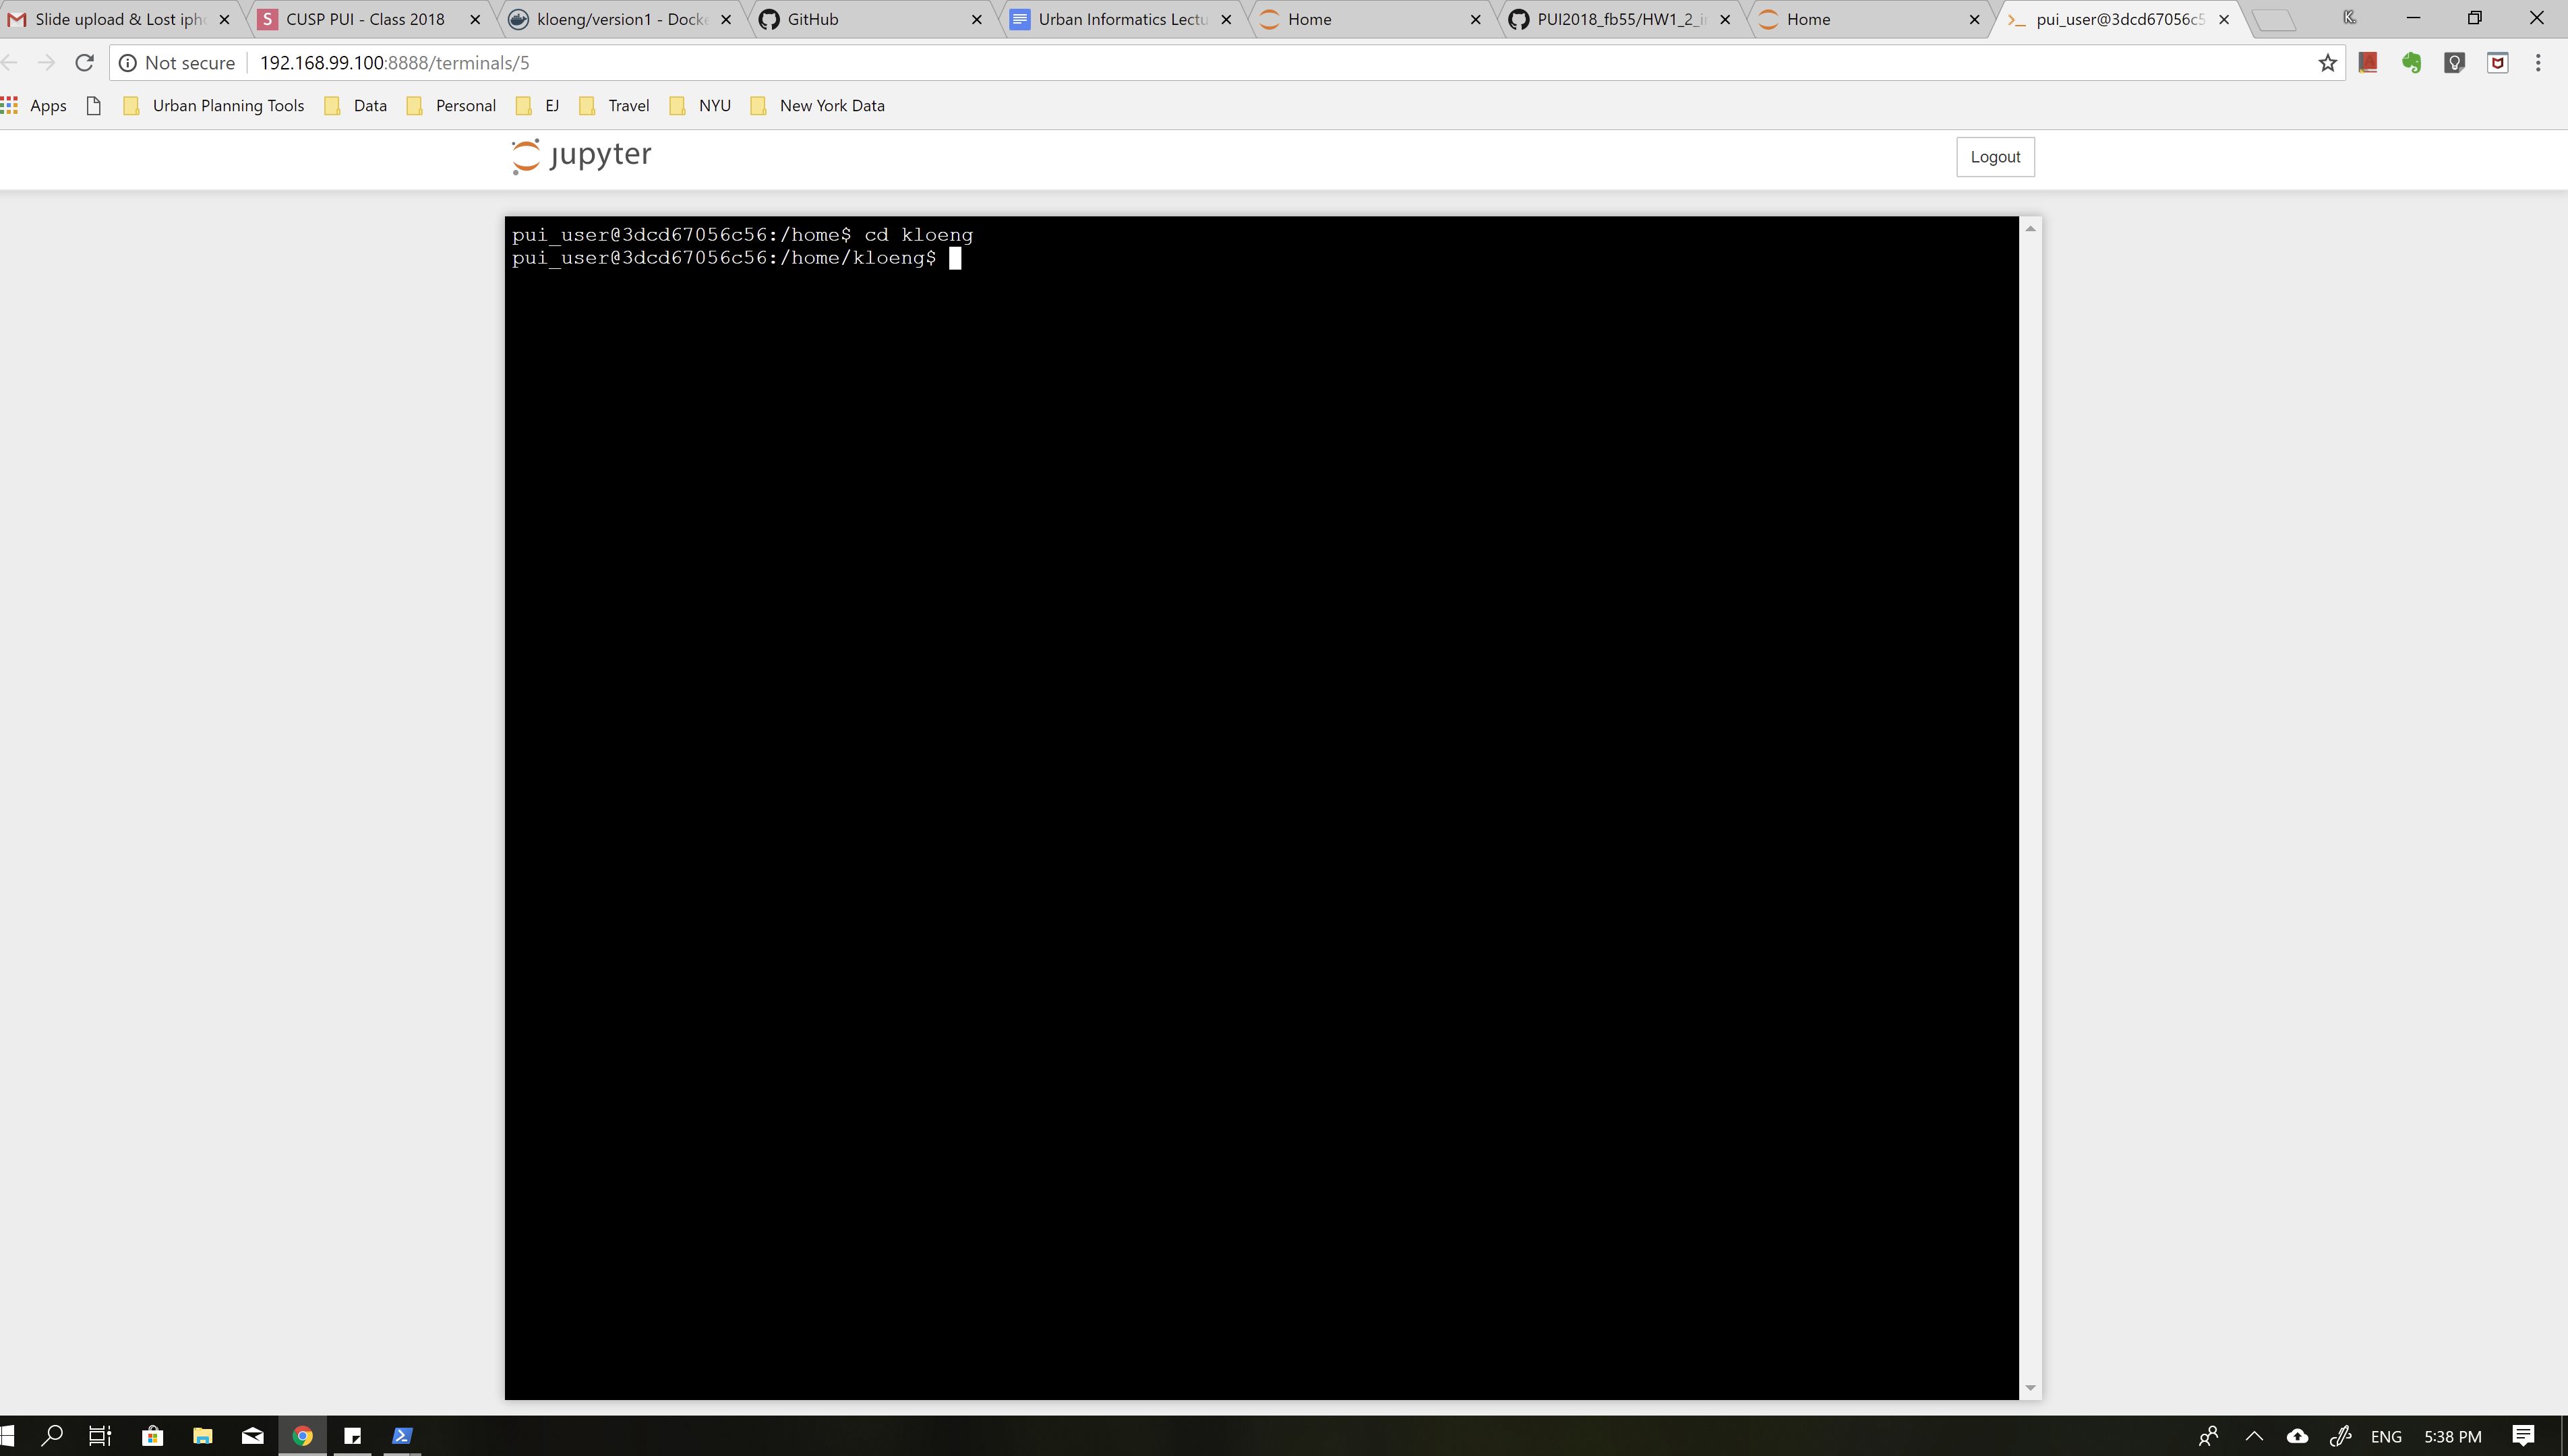 Slide upload & Lost iph
CUSP PUI - Class 2018
kloeng/version1 - Docke
GitHub
Urban Informatics Lectu
Home
PUI2018_fb55/HW1_2_i
Home
pui_user@3dcd67056c5
K.
Not secure
192.168.99.100:8888/terminals/5
Apps
Urban Planning Tools
Data
Personal
EJ
Travel
NYU
New York Data
jupyter
Logout
pui_user@3dcd67056c56:/home$ cd kloeng
pui_user@3dcd67056c56:/home/kloeng$
ENG
5:38 PM